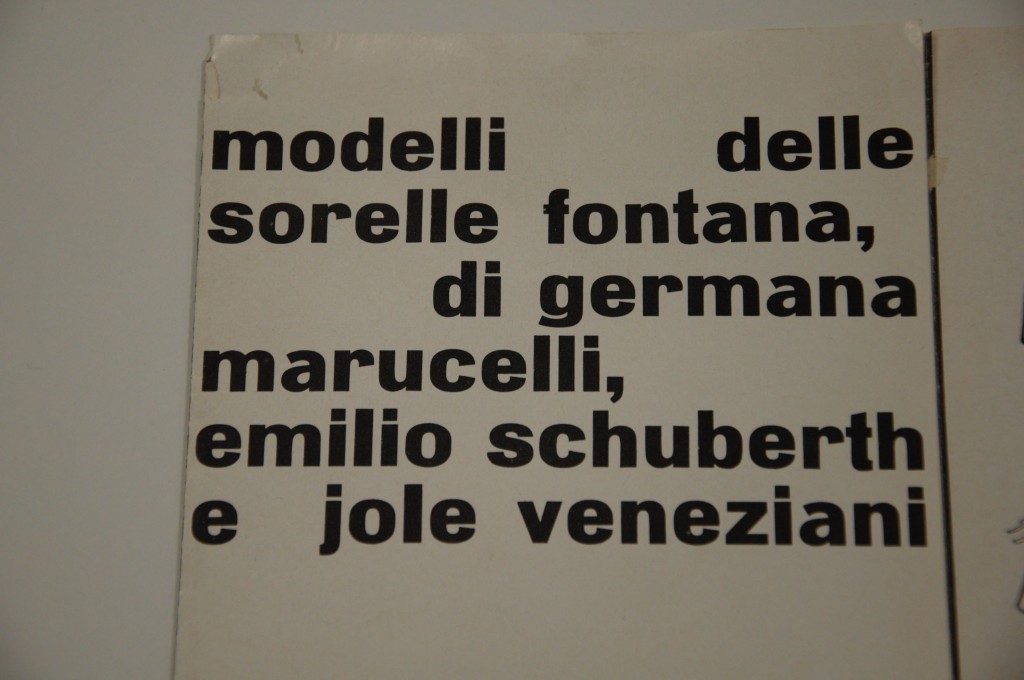 modelli delle
sorelle fontana,
di germana
marucelli,
emilio schuberth
e jole veneziani